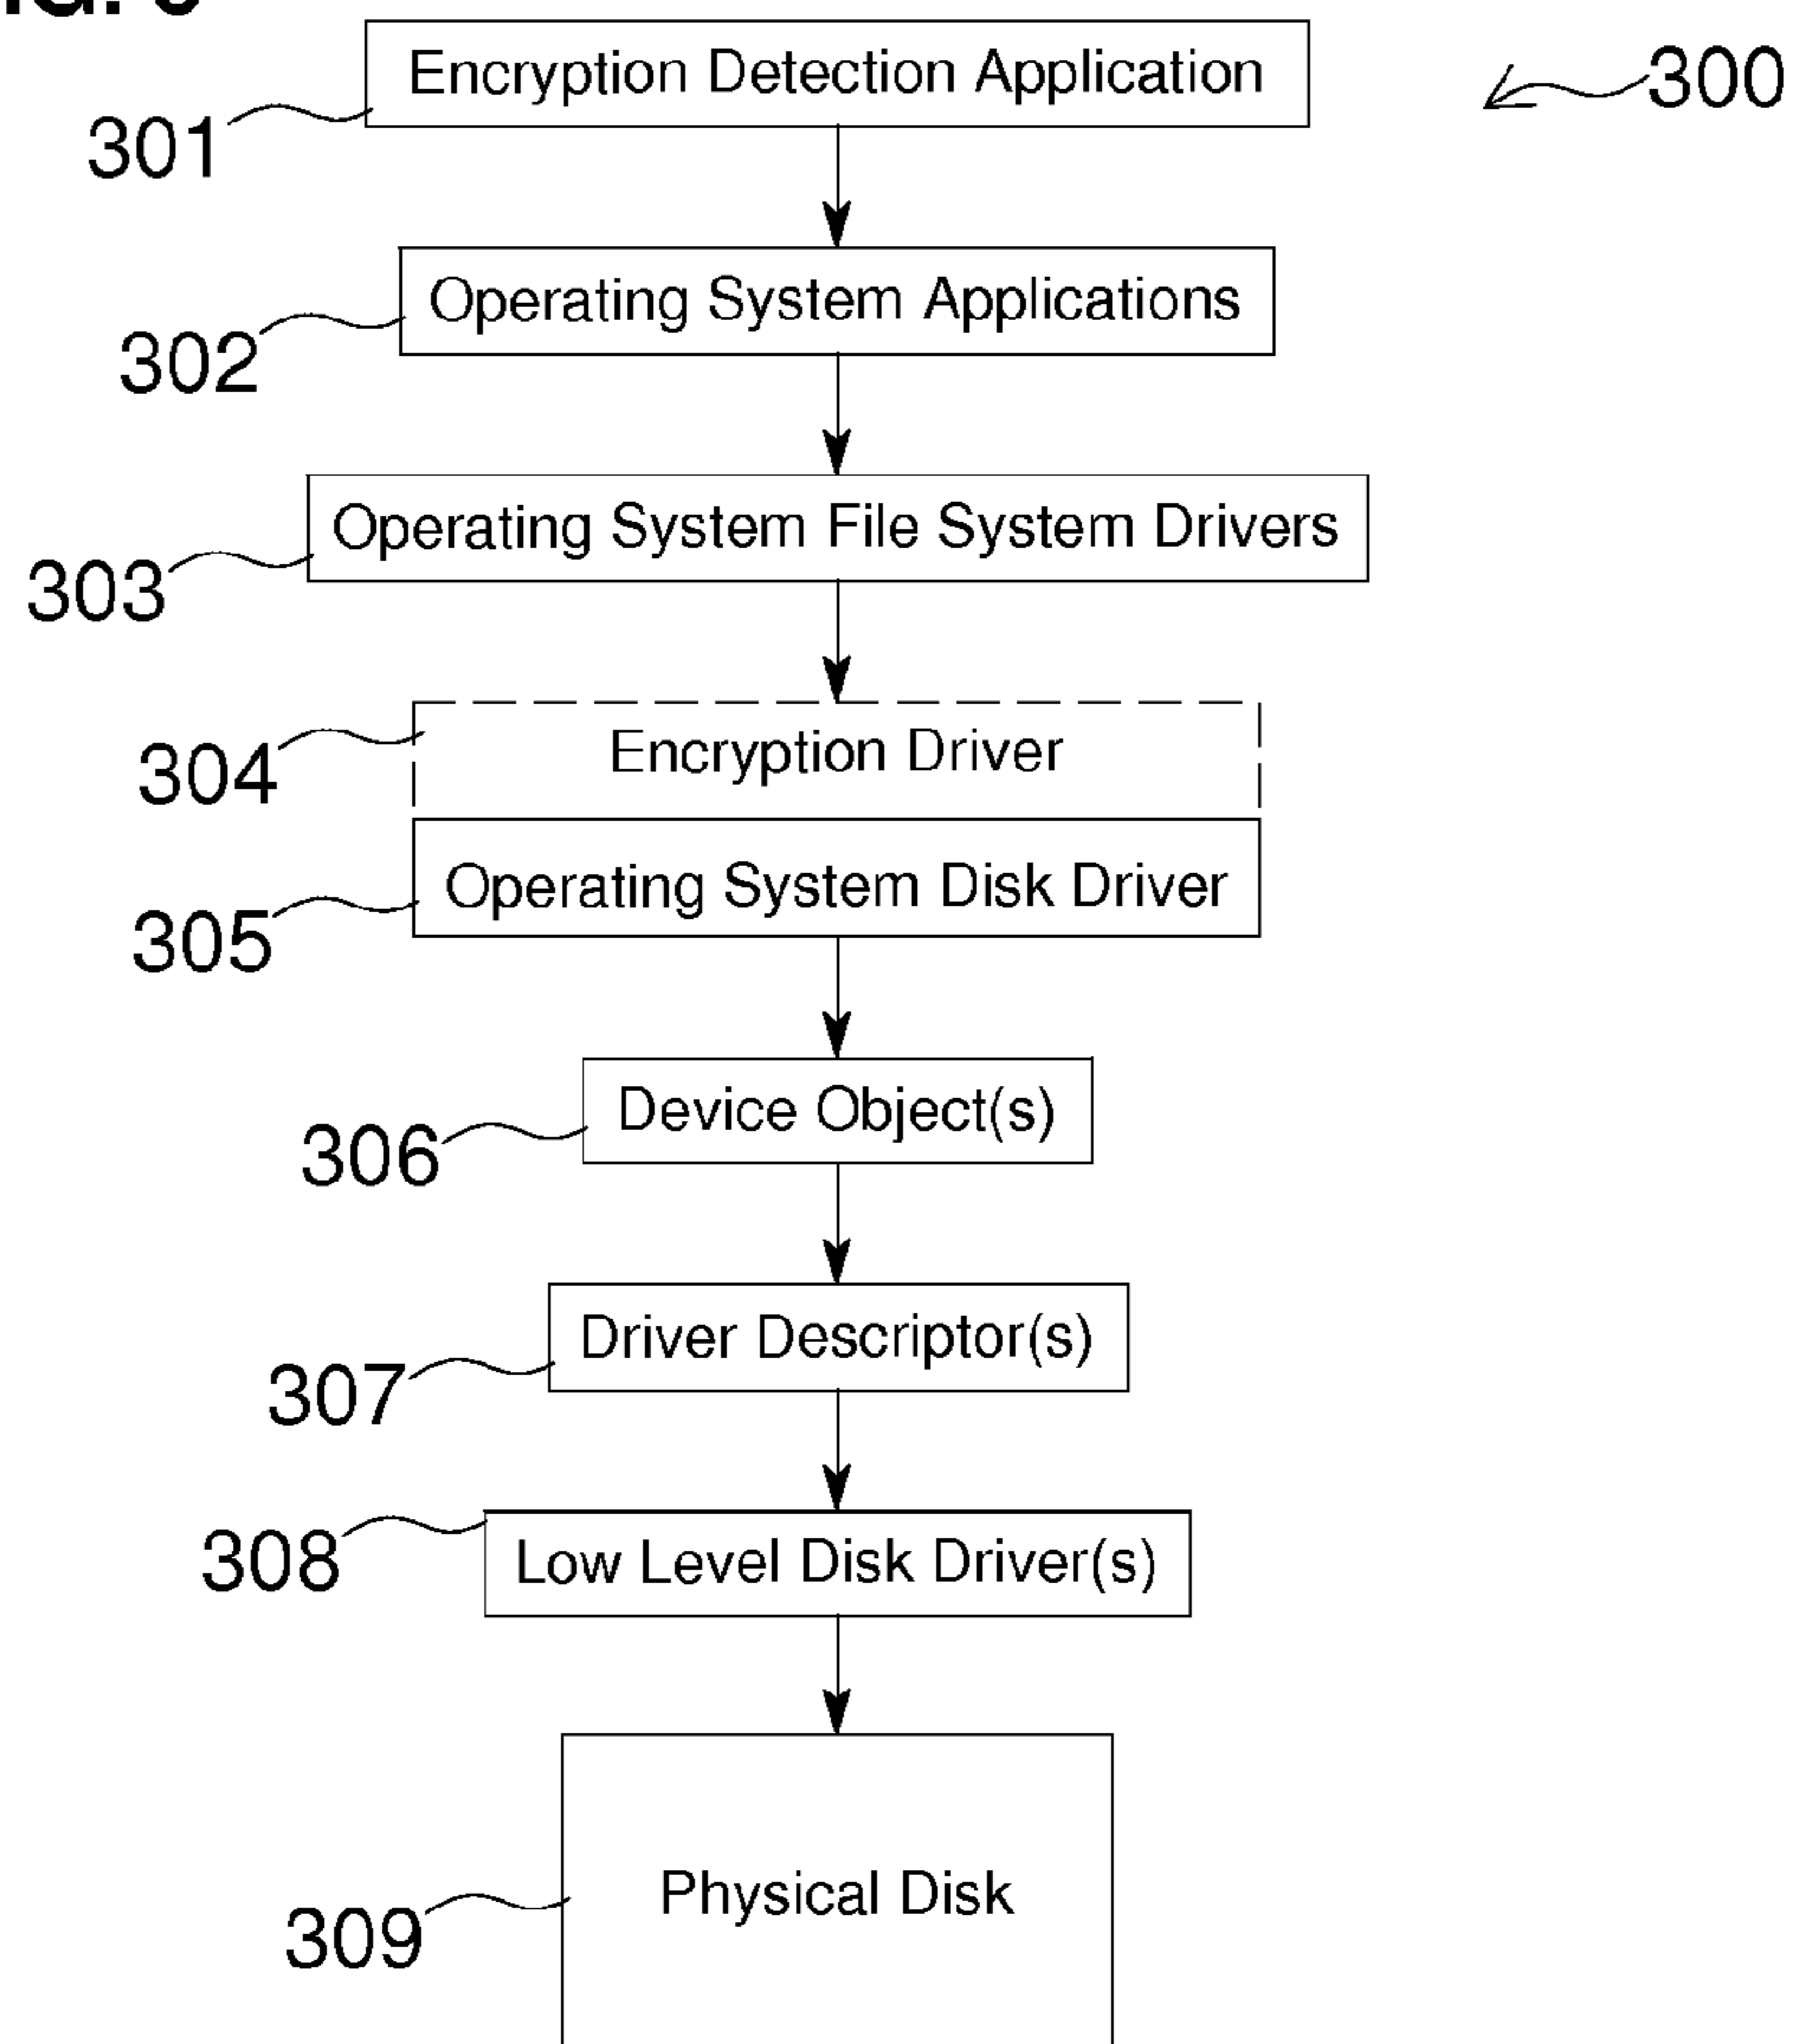 Encryption Detection Application
300
301
Operating System Applications
302
Operating System File System Drivers
303
Encryption Driver
304
Operating System Disk Driver
305
Device Object(s)
306
Driver Descriptor(s)
307
Low Level Disk Driver(s)
308
Physical Disk
309